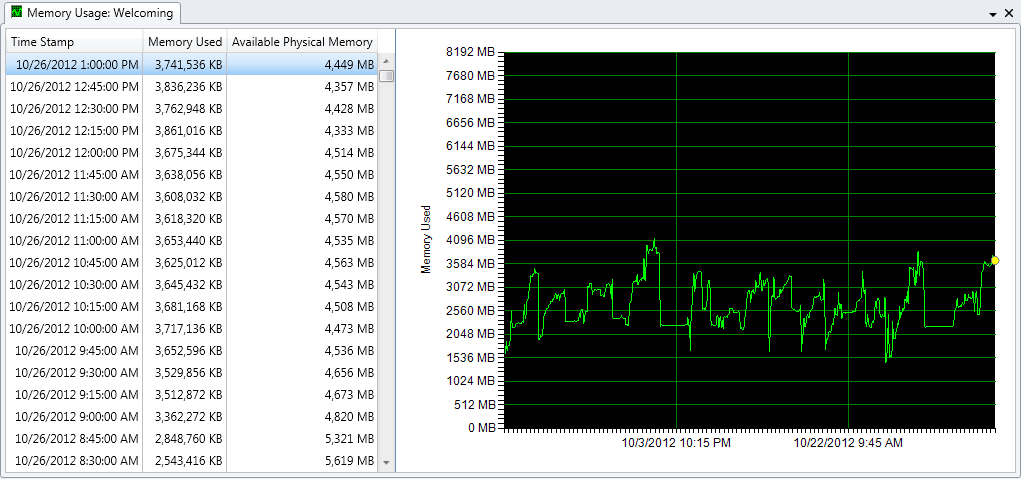 Memory Usage: Welcoming
Time Stamp Memory Used Available Physical Memory
10/26/2012 1:00:00 PM 3,741,536 KB 4,449 MB
10/26/2012 12:45:00 PM 3,836,236 KB 4,357 MB
10/26/2012 12:30:00 PM 3,762,948 KB 4,428 MB
10/26/2012 12:15:00 PM 3,861,016 KB 4,333 MB
10/26/2012 12:00:00 PM 3,675,344 KB 4,514 MB
10/26/2012 11:45:00 AM 3,638,056 KB 4,550 MB
10/26/2012 11:30:00 AM 3,608,032 KB 4,580 MB
10/26/2012 11:15:00 AM 3,618,320 KB 4,570 MB
10/26/2012 11:00:00 AM 3,653,440 KB 4,535 MB
10/26/2012 10:45:00 AM 3,625,012 KB 4,563 MB
10/26/2012 10:30:00 AM 3,645,432 KB 4,543 MB
10/26/2012 10:15:00 AM 3,681,168 KB 4,508 MB
10/26/2012 10:00:00 AM 3,717,136 KB 4,473 MB
10/26/2012 9:45:00 AM 3,652,596 KB 4,536 MB
10/26/2012 9:30:00 AM 3,529,856 KB 4,656 MB
10/26/2012 9:15:00 AM 3,512,872 KB 4,673 MB
10/26/2012 9:00:00 AM 3,362,272 KB 4,820 MB
10/26/2012 8:45:00 AM 2,848,760 KB 5,321 MB
10/26/2012 8:30:00 AM 2,543,416 KB 5,619 MB
Memory Used
8192 MB
7680 MB
7168 MB
6656 MB
6144 MB
5632 MB
5120 MB
4608 MB
4096 MB
3584 MB
3072 MB
2560 MB
2048 MB
1536 MB
1024 MB
512 MB
0 MB
10/3/2012 10:15 PM 10/22/2012 9:45 AM